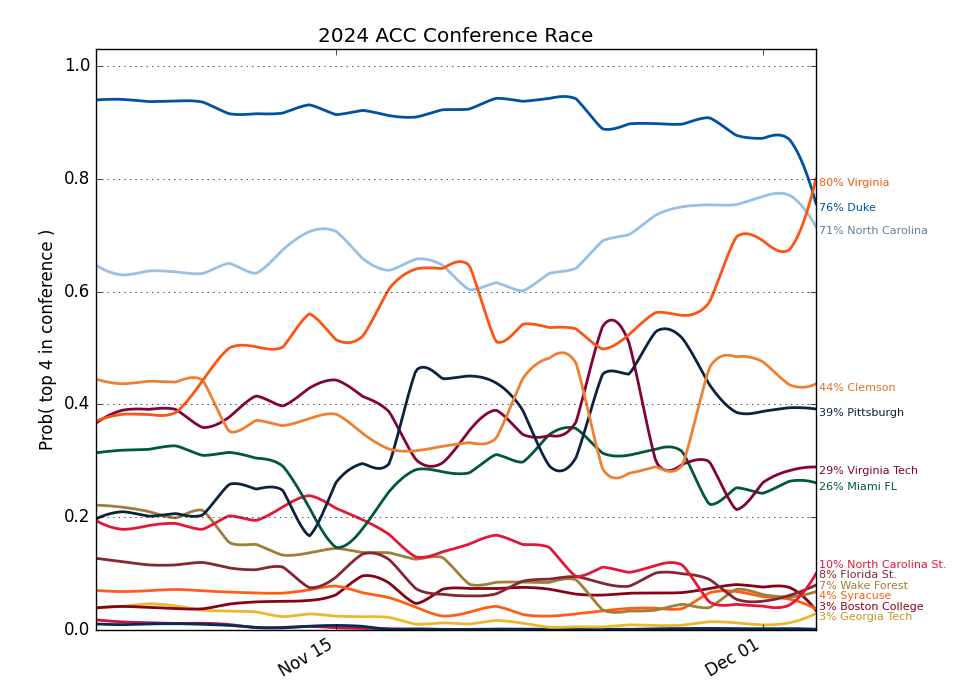 2024 ACC Conference Race
Prob( top 4 in conference )
1.0
0.8
0.6
0.4
0.2
0.0
Nov 15
Dec 01
80% Virginia
76% Duke
71% North Carolina
44% Clemson
39% Pittsburgh
29% Virginia Tech
26% Miami FL
10% North Carolina St.
8% Florida St.
7% Wake Forest
4% Syracuse
3% Boston College
3% Georgia Tech